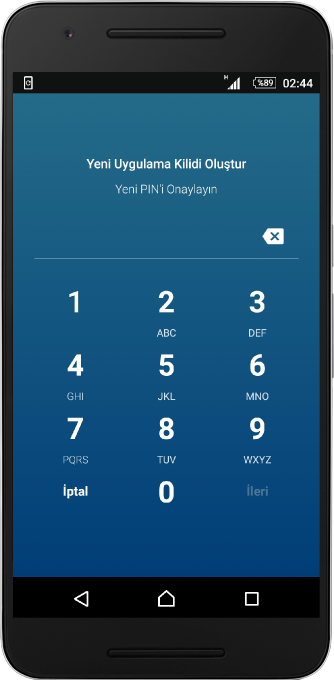 H %89 02:44
Yeni Uygulama Kilidi Oluştur
Yeni PIN'i Onaylayın
1 2 3
ABC DEF
4 5 6
GHI JKL MNO
7 8 9
PQRS TUV WXYZ
İptal 0 İleri